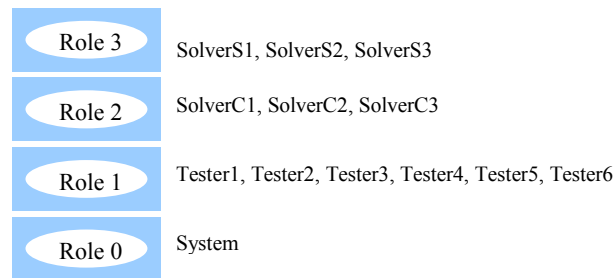 Role 3 SolverS1, SolverS2, SolverS3
Role 2 SolverC1, SolverC2, SolverC3
Role 1 Tester1, Tester2, Tester3, Tester4, Tester5, Tester6
Role 0 System